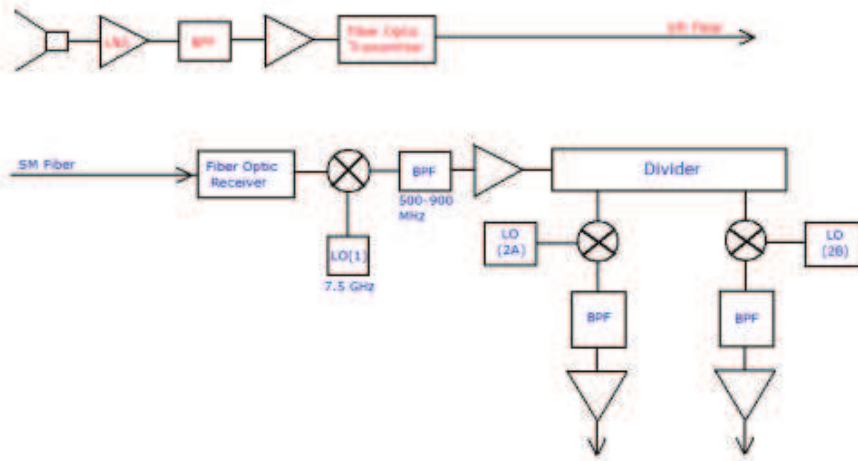 LNA
BPF
Fiber Optic
Transmitter
SM Fiber
SM Fiber
Fiber Optic
Receiver
BPF
500-900
MHz
LO(1)
7.5 GHz
Divider
LO
(2A)
LO
(2B)
BPF
BPF